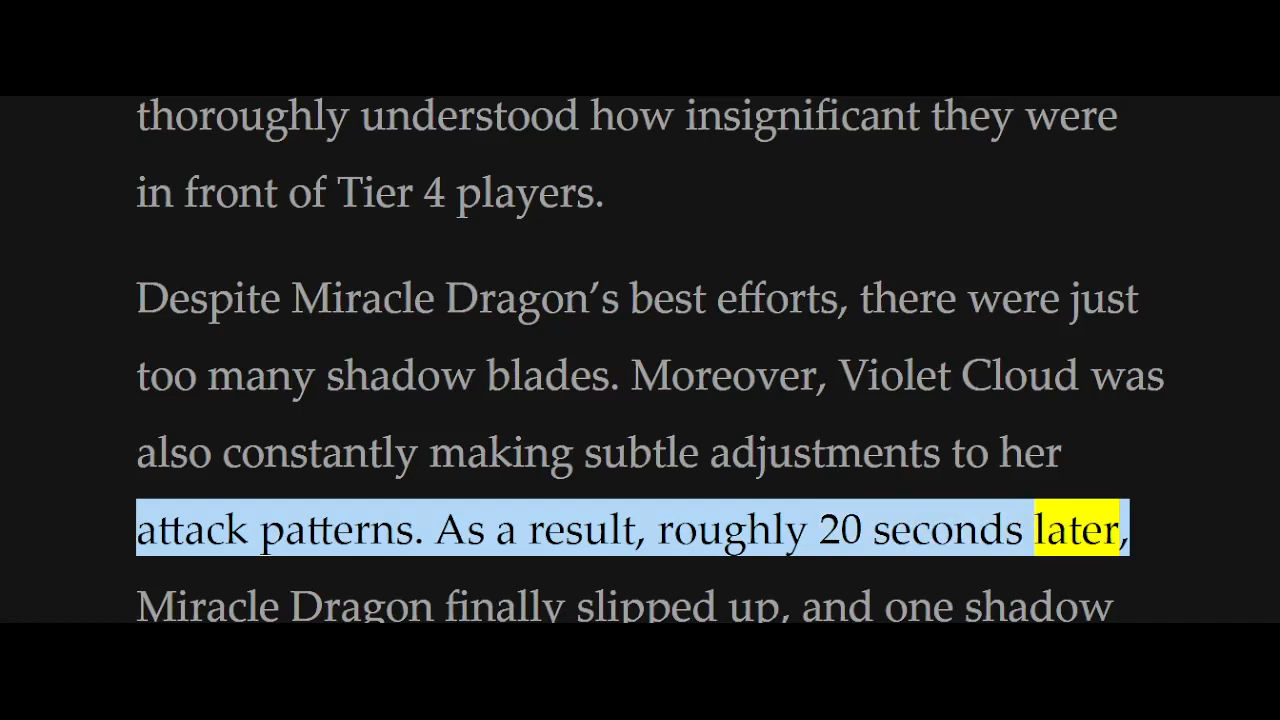 thoroughly understood how insignificant they were
in front of Tier 4 players.
Despite Miracle Dragon’s best efforts, there were just
too many shadow blades. Moreover, Violet Cloud was
also constantly making subtle adjustments to her
attack patterns. As a result, roughly 20 seconds later,
Miracle Dragon finally slipped up, and one shadow